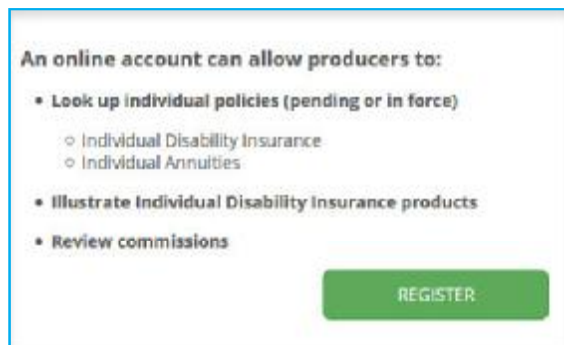 An online account can allow producers to:
• Look up individual policies (pending or in force)
○ Individual Disability Insurance
○ Individual Annuities
• Illustrate Individual Disability Insurance products
• Review commissions
REGISTER